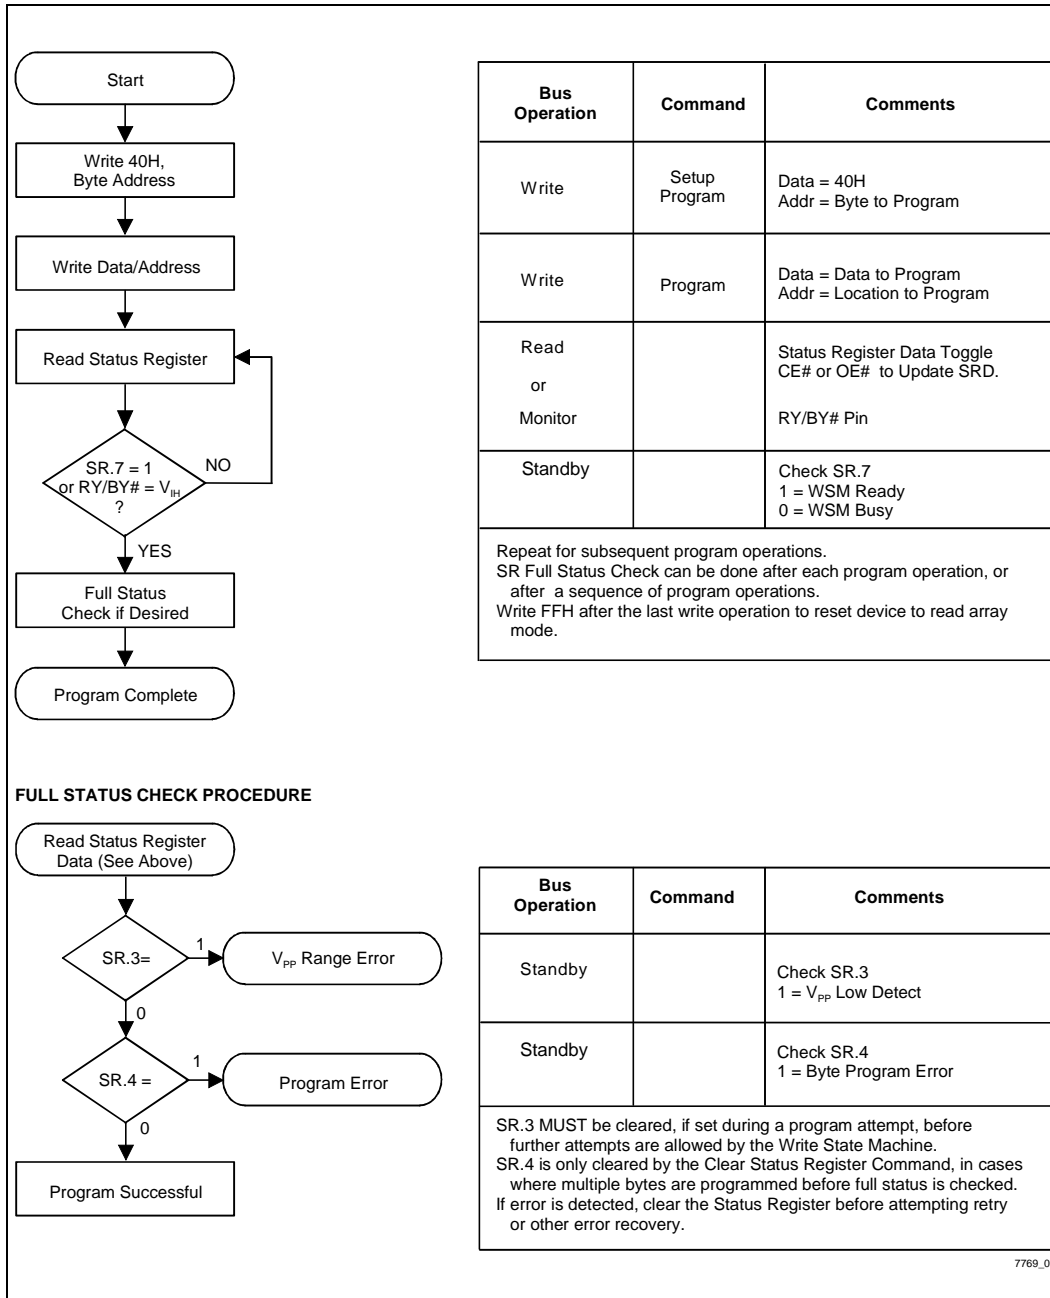 Start
Write 40H,
Byte Address
Write Data/Address
Read Status Register
SR.7 = 1
or RY/BY# = VIH
?
NO
YES
Full Status
Check if Desired
Program Complete
Bus
Operation
Command
Comments
Write
Setup
Program
Data = 40H
Addr = Byte to Program
Write
Program
Data = Data to Program
Addr = Location to Program
Read
or
Monitor
Status Register Data Toggle
CE# or OE# to Update SRD.
RY/BY# Pin
Standby
Check SR.7
1 = WSM Ready
0 = WSM Busy
Repeat for subsequent program operations.
SR Full Status Check can be done after each program operation, or
after a sequence of program operations.
Write FFH after the last write operation to reset device to read array
mode.
FULL STATUS CHECK PROCEDURE
Read Status Register
Data (See Above)
SR.3=
1
VPP Range Error
0
SR.4 =
1
Program Error
0
Program Successful
Bus
Operation
Command
Comments
Standby
Check SR.3
1 = VPP Low Detect
Standby
Check SR.4
1 = Byte Program Error
SR.3 MUST be cleared, if set during a program attempt, before
further attempts are allowed by the Write State Machine.
SR.4 is only cleared by the Clear Status Register Command, in cases
where multiple bytes are programmed before full status is checked.
If error is detected, clear the Status Register before attempting retry
or other error recovery.
7769_0